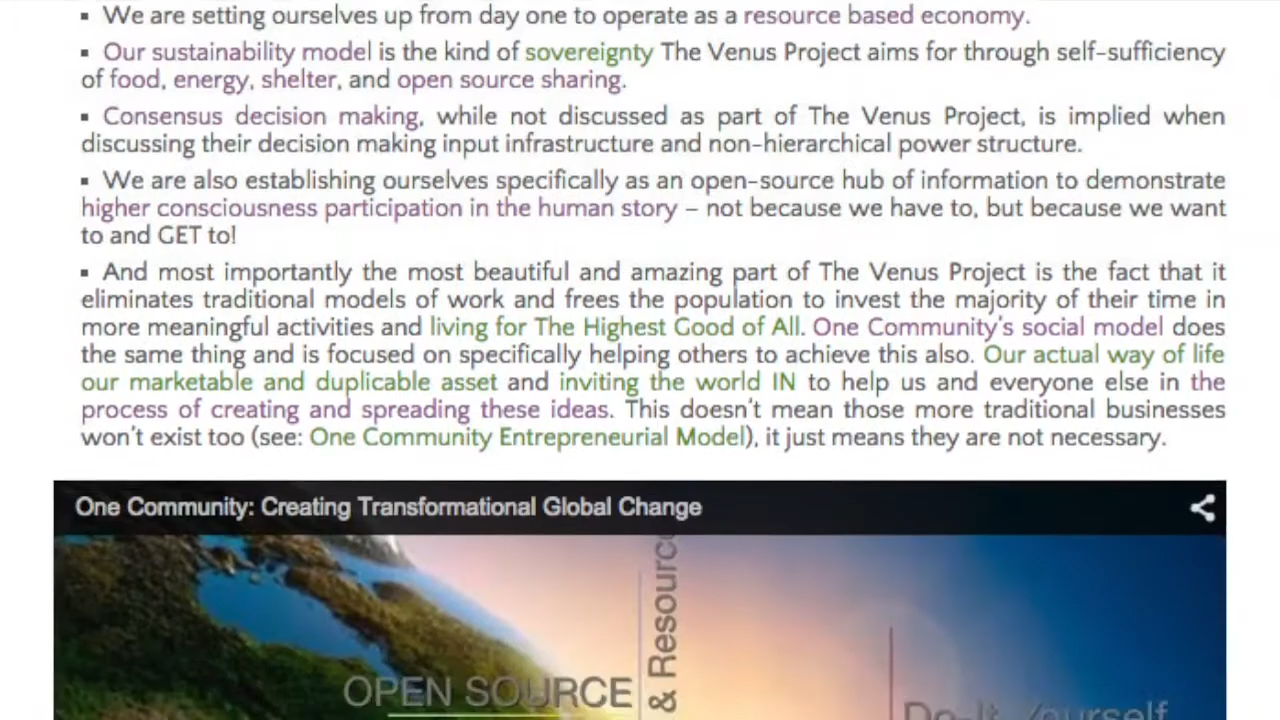 ▪ We are setting ourselves up from day one to operate as a resource based economy.
▪ Our sustainability model is the kind of sovereignty The Venus Project aims for through self-sufficiency
of food, energy, shelter, and open source sharing.
▪ Consensus decision making, while not discussed as part of The Venus Project, is implied when
discussing their decision making input infrastructure and non-hierarchical power structure.
▪ We are also establishing ourselves specifically as an open-source hub of information to demonstrate
higher consciousness participation in the human story – not because we have to, but because we want
to and GET to!
▪ And most importantly the most beautiful and amazing part of The Venus Project is the fact that it
eliminates traditional models of work and frees the population to invest the majority of their time in
more meaningful activities and living for The Highest Good of All. One Community's social model does
the same thing and is focused on specifically helping others to achieve this also. Our actual way of life
our marketable and duplicable asset and inviting the world IN to help us and everyone else in the
process of creating and spreading these ideas. This doesn't mean those more traditional businesses
won't exist too (see: One Community Entrepreneurial Model), it just means they are not necessary.
One Community: Creating Transformational Global Change
OPEN SOURCE
& Resourc
Do-It-Yourself